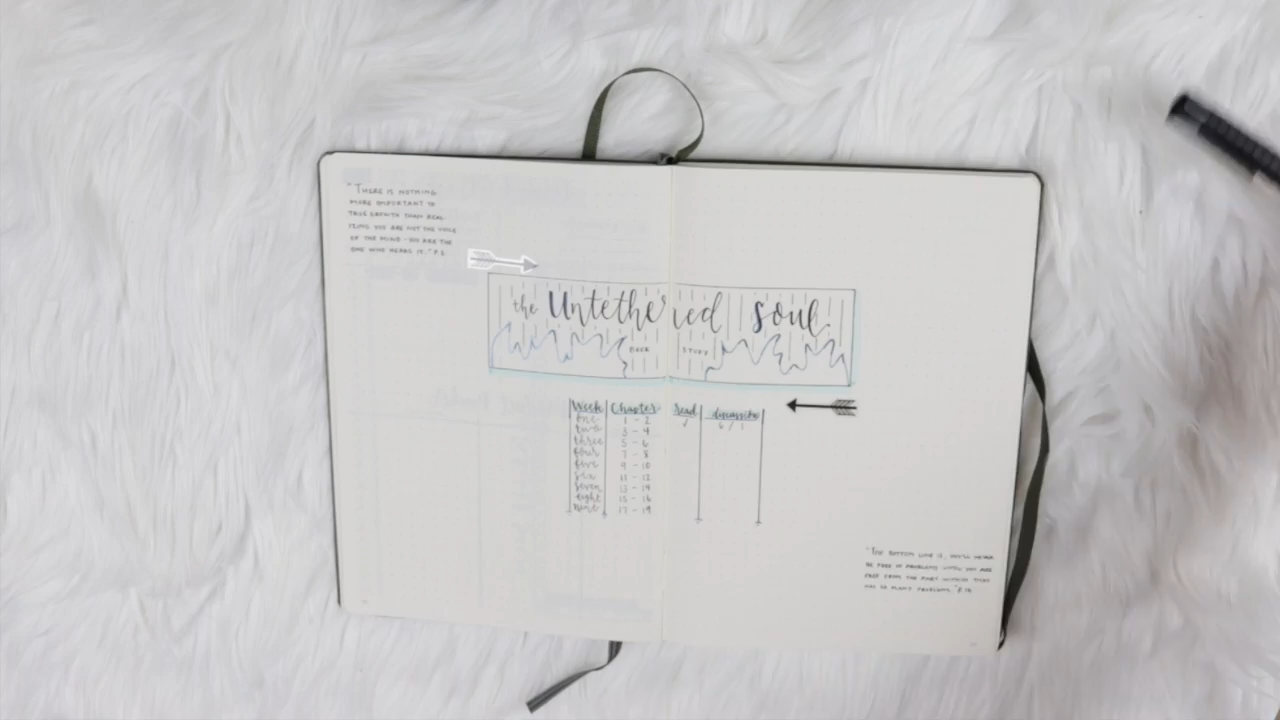 "THERE IS NOTHING
MORE IMPORTANT TO
TRUE GROWTH THAN REAL-
IZING YOU ARE NOT THE VOICE
OF THE MIND - YOU ARE THE
ONE WHO HEARS IT."
the Untethered Soul
BOOK STUDY
Week Chapter Read discussion
one 1 - 2 6/1
two 3 - 4
three 5 - 6
four 7 - 8
five 9 - 10
six 11 - 12
seven 13 - 14
eight 15 - 16
nine 17 - 19
"THE BOTTOM LINE IS, YOU'LL NEVER
BE FREE OF PROBLEMS UNTIL YOU ARE
FREE FROM THE PART WITHIN THAT
HAS SO MANY PROBLEMS."